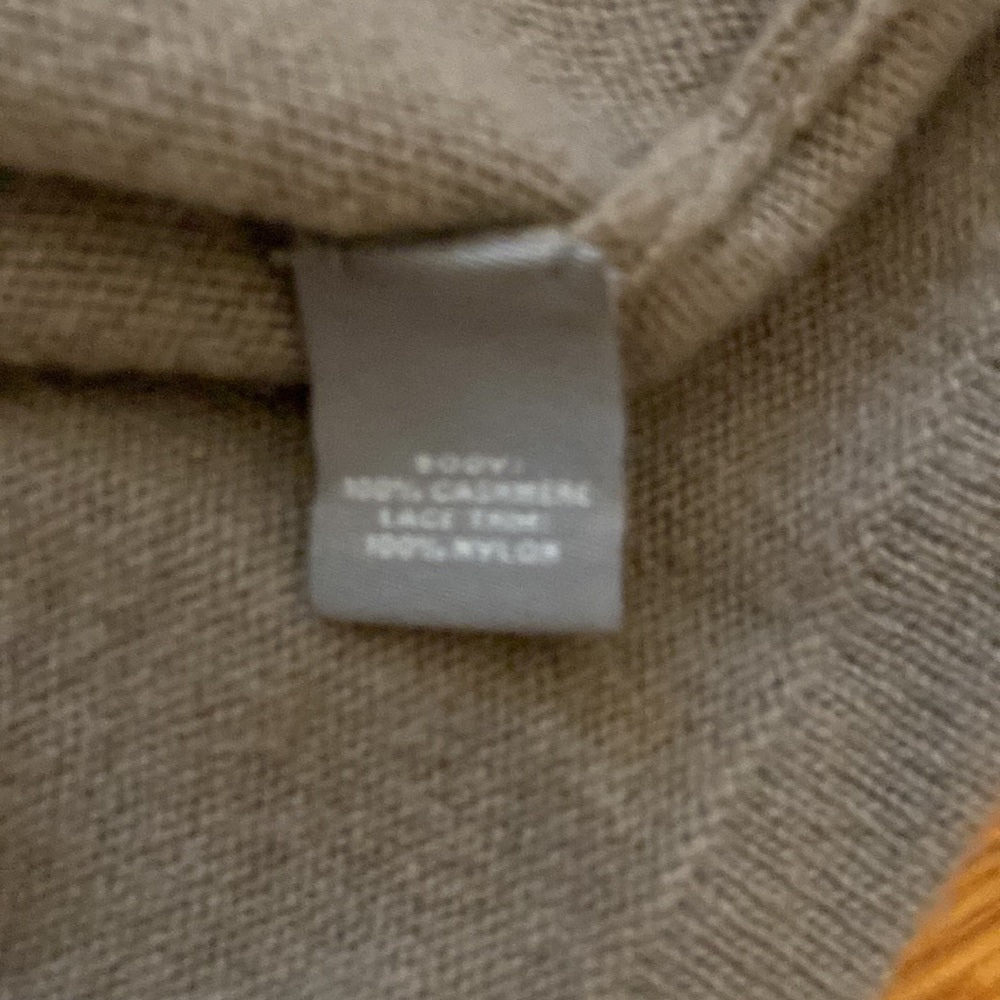 BODY:
100% CASHMERE
LACE TRIM:
100% NYLON